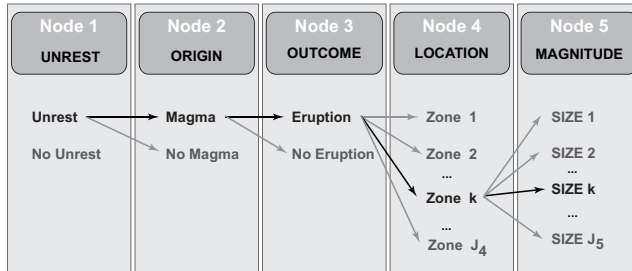 Node 1
UNREST
Node 2
ORIGIN
Node 3
OUTCOME
Node 4
LOCATION
Node 5
MAGNITUDE
Unrest
No Unrest
Magma
No Magma
Eruption
No Eruption
Zone 1
Zone 2
...
Zone k
...
Zone J4
SIZE 1
SIZE 2
...
SIZE k
...
SIZE J5